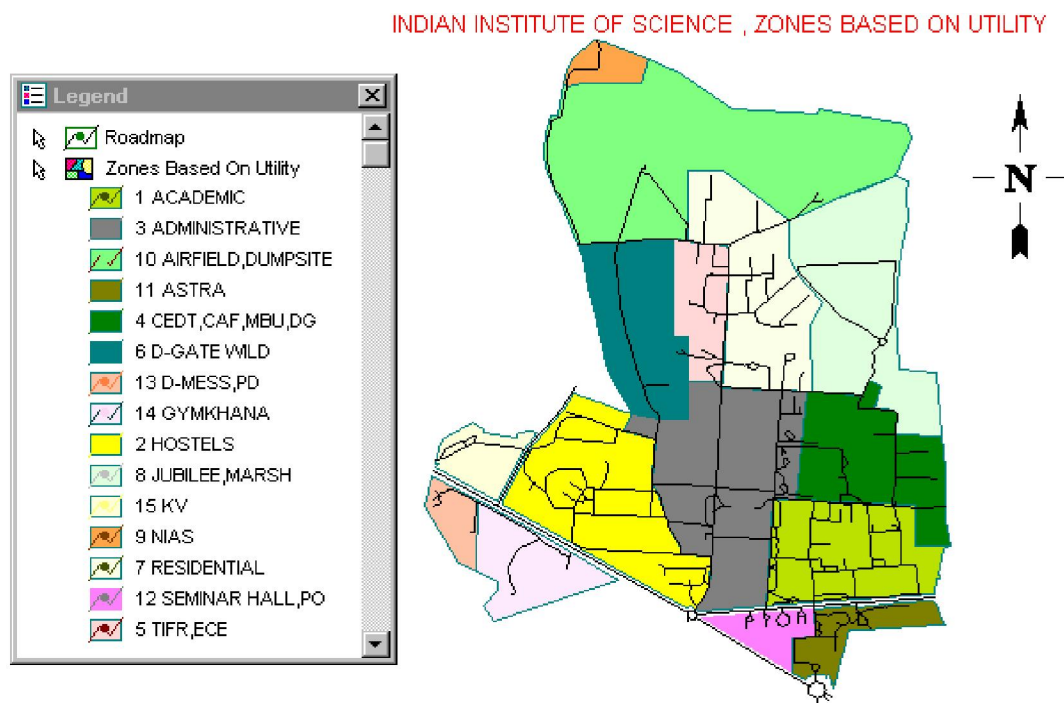 INDIAN INSTITUTE OF SCIENCE , ZONES BASED ON UTILITY
Legend
Roadmap
Zones Based On Utility
1 ACADEMIC
3 ADMINISTRATIVE
10 AIRFIELD,DUMPSITE
11 ASTRA
4 CEDT,CAF,MBU,DG
6 D-GATE WILD
13 D-MESS,PD
14 GYMKHANA
2 HOSTELS
8 JUBILEE,MARSH
15 KV
9 NIAS
7 RESIDENTIAL
12 SEMINAR HALL,PO
5 TIFR,ECE
N